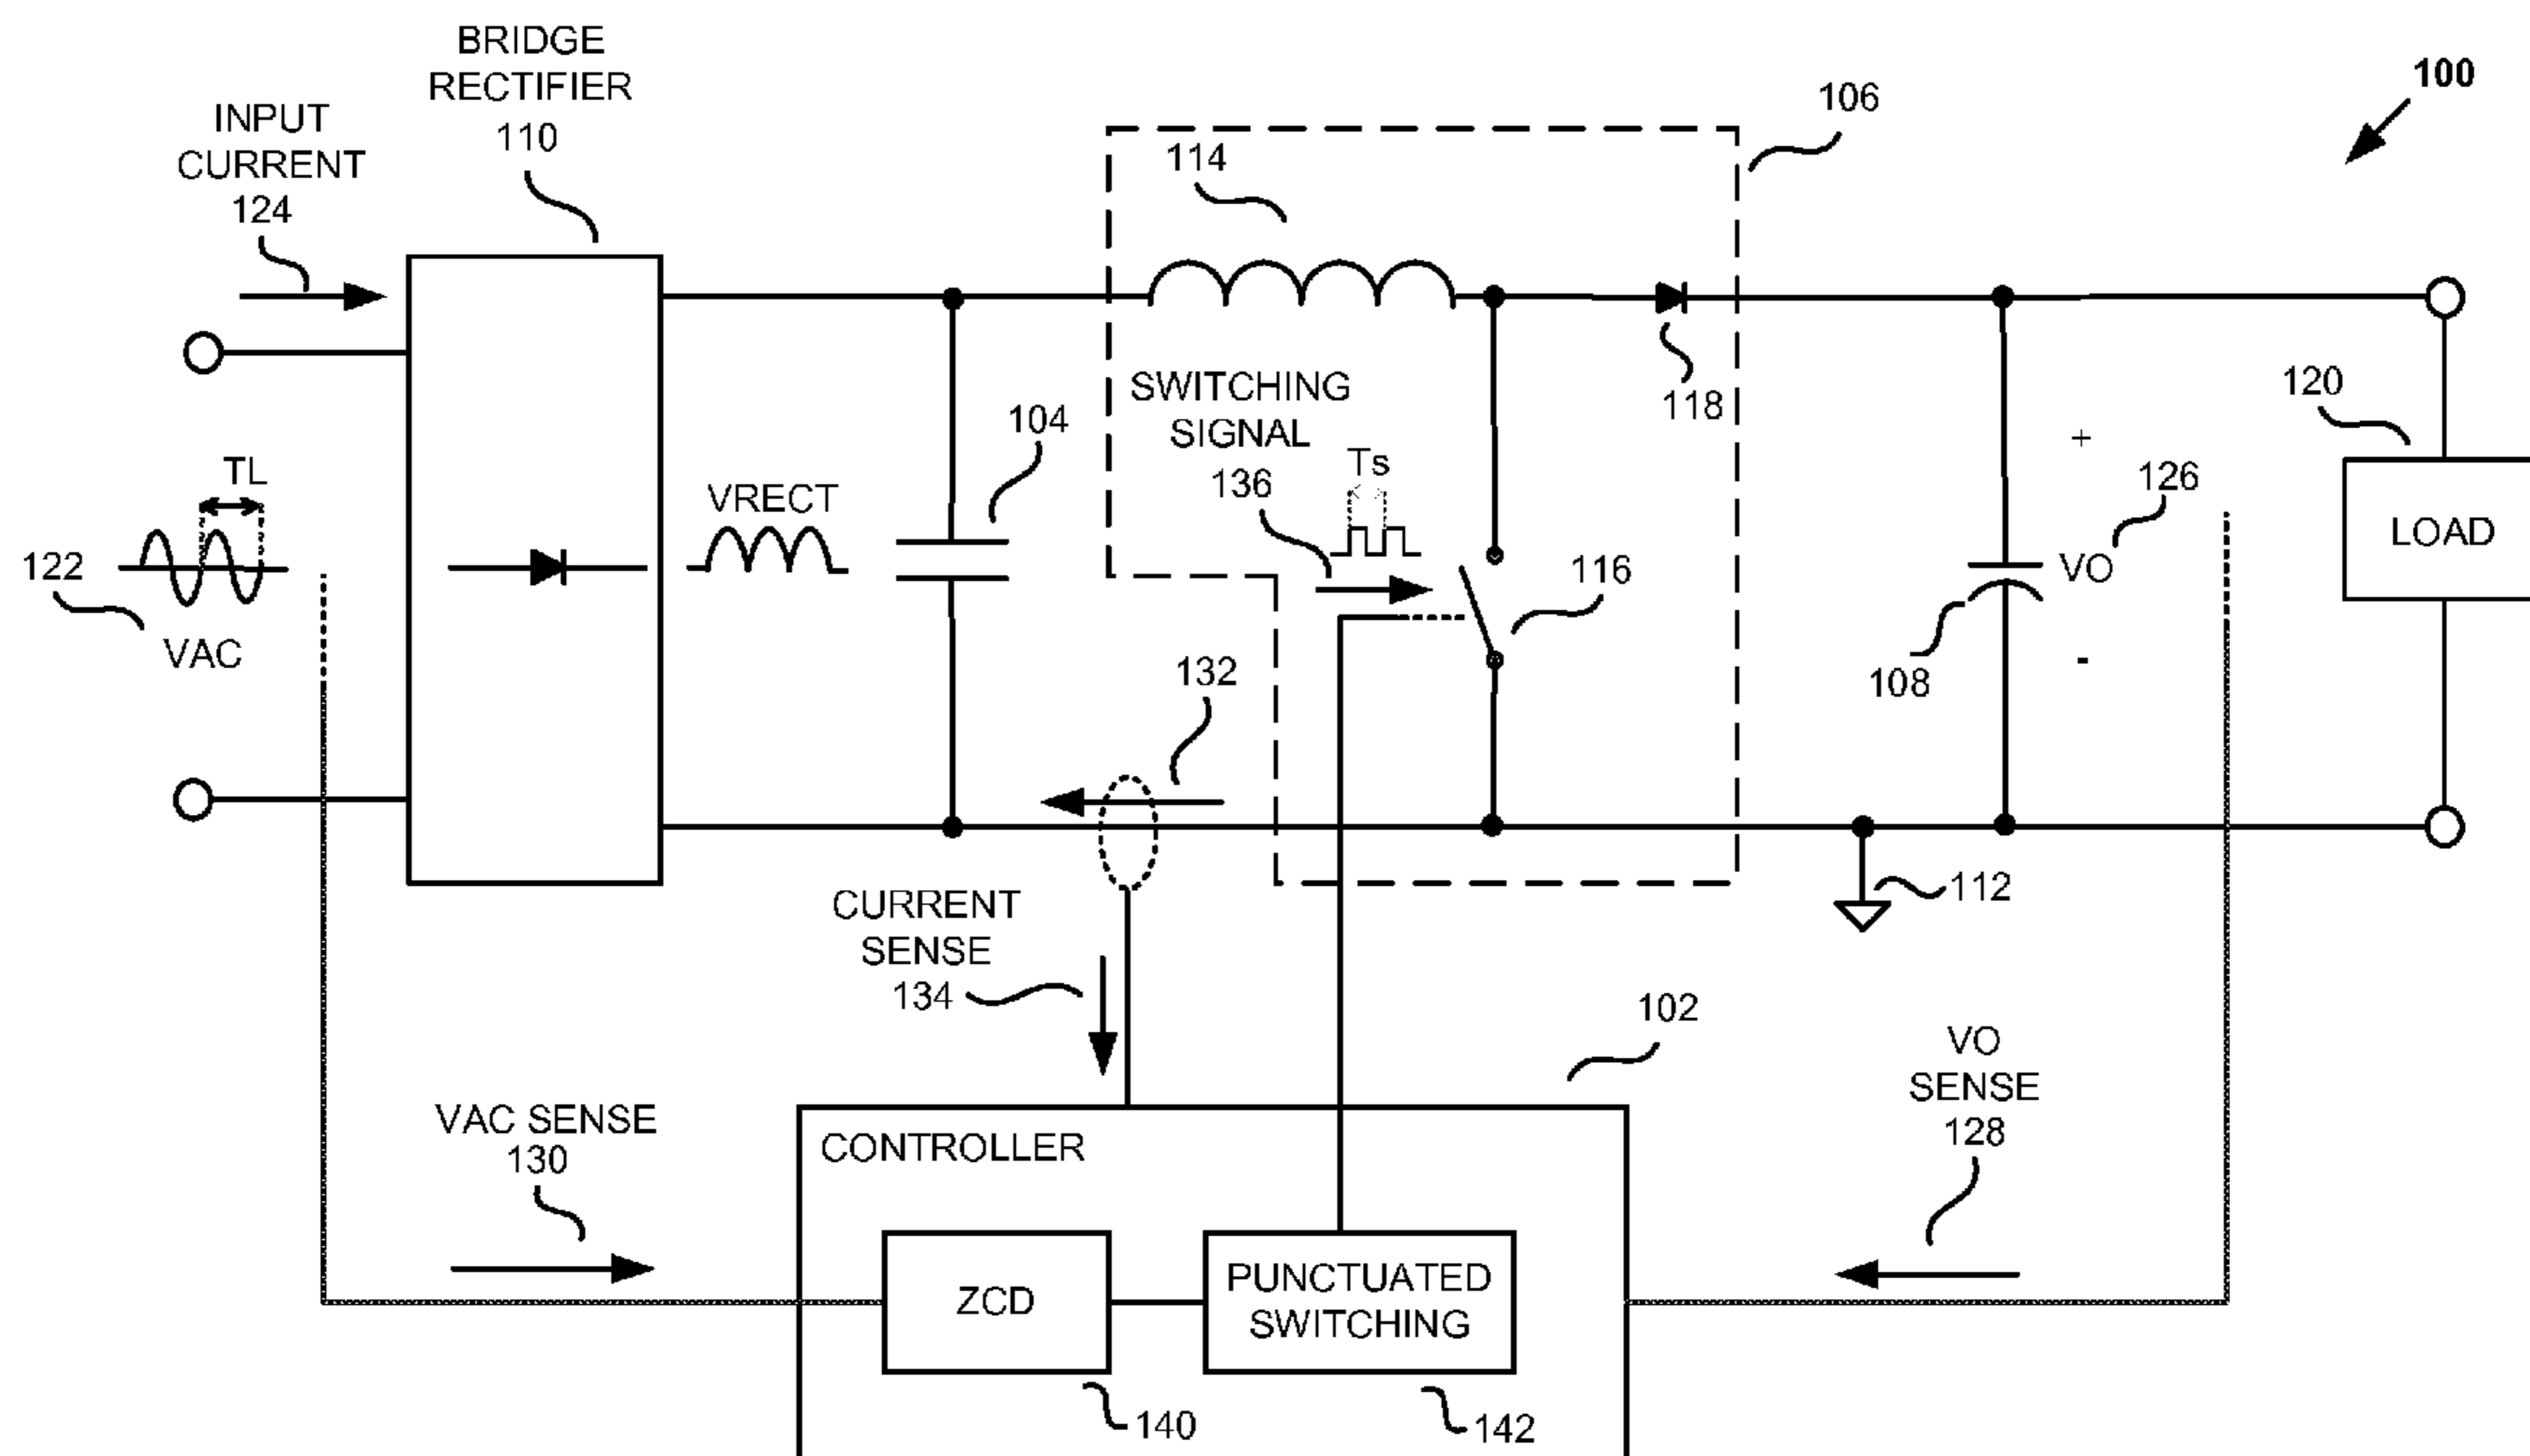 BRIDGE
RECTIFIER
110
INPUT
CURRENT
124
100
106
114
118
SWITCHING
SIGNAL
136
Ts
104
VRECT
TL
122
VAC
116
120
LOAD
+
126
VO
-
108
132
112
CURRENT
SENSE
134
102
VO
SENSE
128
VAC SENSE
130
CONTROLLER
ZCD
PUNCTUATED
SWITCHING
140
142